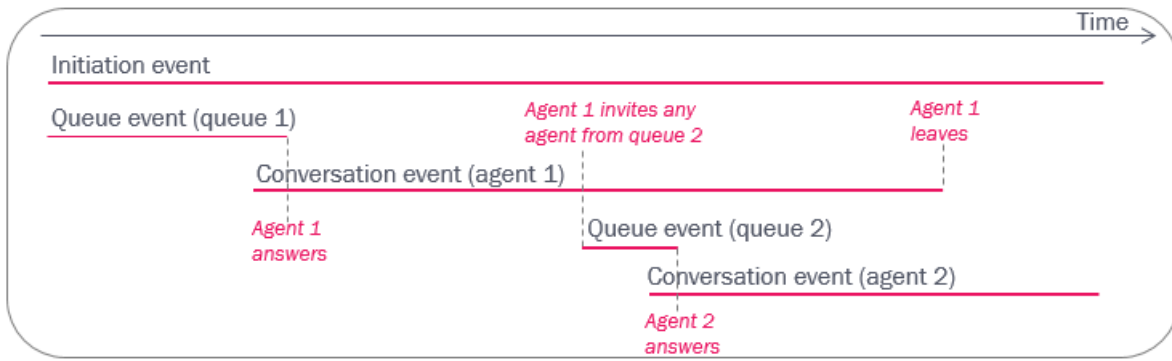 Time
Initiation event
Queue event (queue 1)
Agent 1 invites any
agent from queue 2
Agent 1
leaves
Conversation event (agent 1)
Agent 1
answers
Queue event (queue 2)
Conversation event (agent 2)
Agent 2
answers